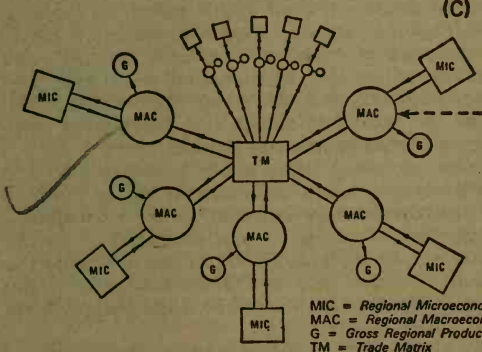 (C)
G
MIC
MAC
MIC
MAC
G
TM
G
MAC
MAC
MAC
G
G
MIC
MIC
MIC
MIC = Regional Microecono
MAC = Regional Macroecon
G = Gross Regional Produc
TM = Trade Matrix